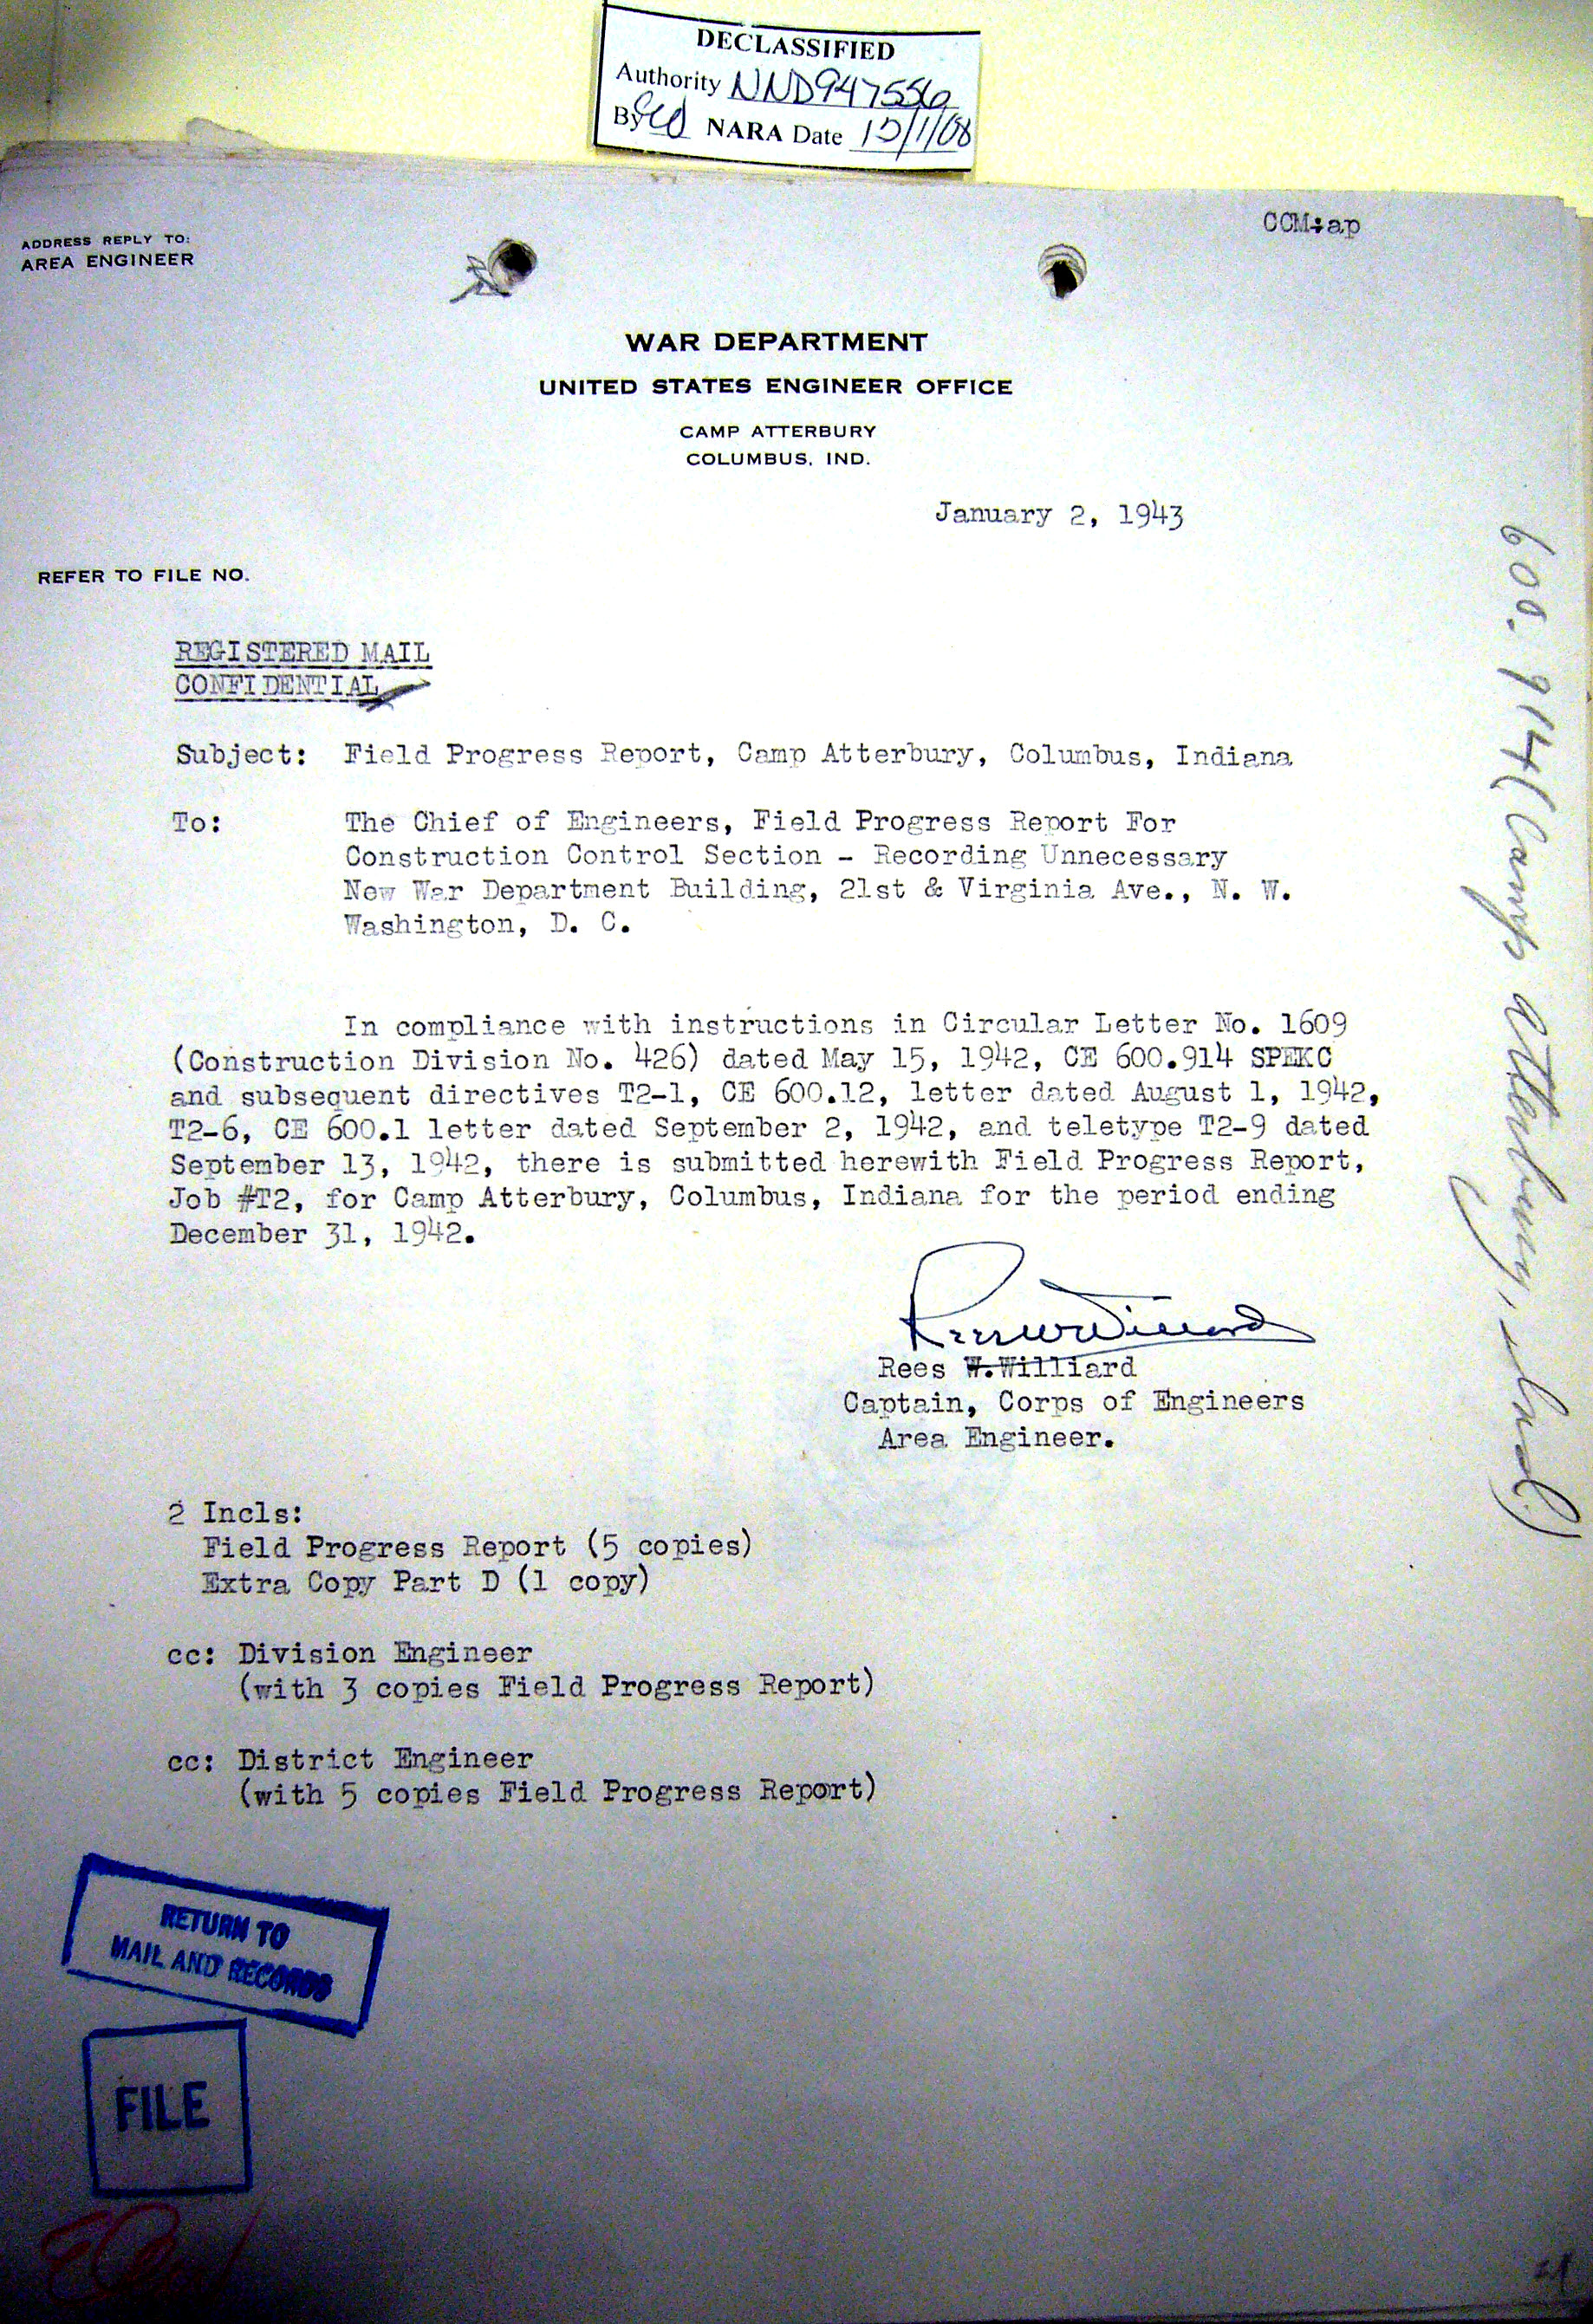 DECLASSIFIED
Authority NND947556
By NARA Date
CCM:ap
ADDRESS REPLY TO:
AREA ENGINEER
WAR DEPARTMENT
UNITED STATES ENGINEER OFFICE
CAMP ATTERBURY
COLUMBUS, IND.
January 2, 1943
REFER TO FILE NO.
REGISTERED MAIL
CONFIDENTIAL
Subject: Field Progress Report, Camp Atterbury, Columbus, Indiana
To: The Chief of Engineers, Field Progress Report For
Construction Control Section - Recording Unnecessary
New War Department Building, 21st & Virginia Ave., N. W.
Washington, D. C.
In compliance with instructions in Circular Letter No. 1609
(Construction Division No. 426) dated May 15, 1942, CE 600.914 SPEKC
and subsequent directives T2-1, CE 600.12, letter dated August 1, 1942,
T2-6, CE 600.1 letter dated September 2, 1942, and teletype T2-9 dated
September 13, 1942, there is submitted herewith Field Progress Report,
Job #T2, for Camp Atterbury, Columbus, Indiana for the period ending
December 31, 1942.
Rees W. Williard
Rees W.Williard
Captain, Corps of Engineers
Area Engineer.
2 Incls:
Field Progress Report (5 copies)
Extra Copy Part D (1 copy)
cc: Division Engineer
(with 3 copies Field Progress Report)
cc: District Engineer
(with 5 copies Field Progress Report)
RETURN TO
MAIL AND RECORDS
FILE
600.914 (Camp Atterbury, Ind.)